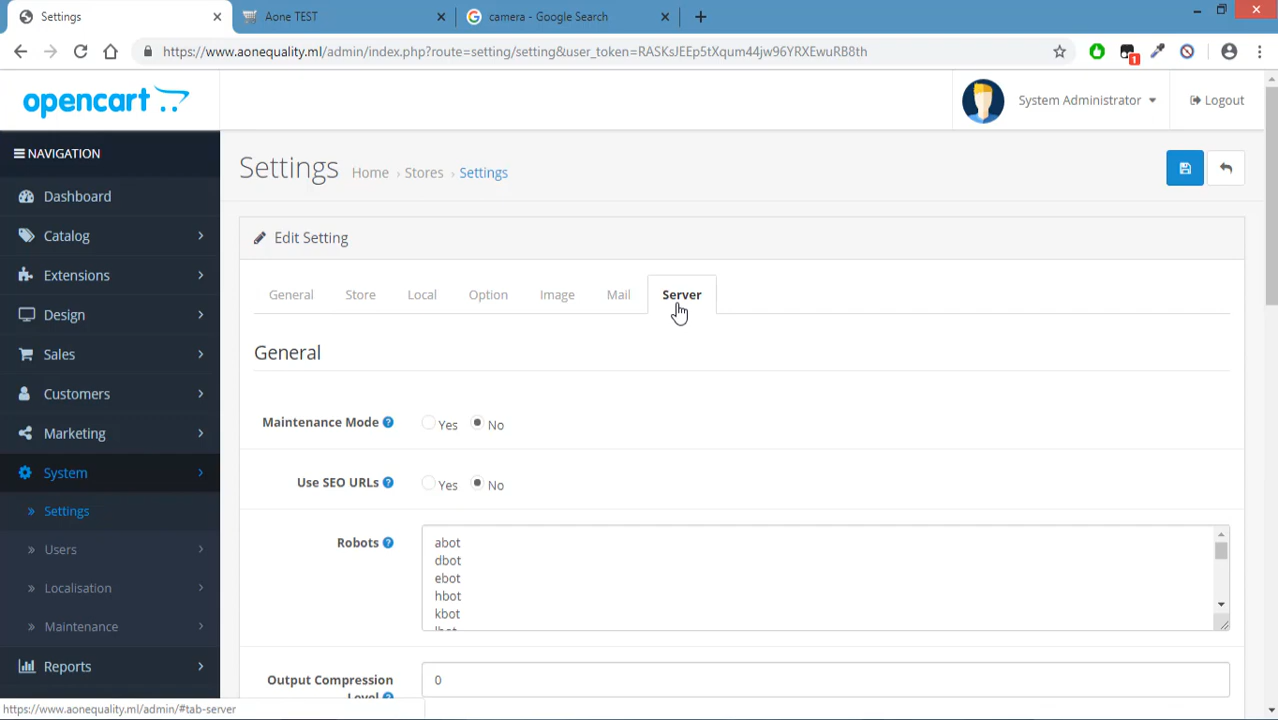 Settings
Aone TEST
camera - Google Search
https://www.aonequality.ml/admin/index.php?route=setting/setting&user_token=RASKsJEEp5tXqum44jw96YRXEwuRB8th
1
opencart
System Administrator
Logout
NAVIGATION
Settings
Home › Stores › Settings
Dashboard
Catalog
Edit Setting
Extensions
General Store Local Option Image Mail Server
Design
General
Sales
Customers
Maintenance Mode ? Yes No
Marketing
System
Use SEO URLs ? Yes No
Settings
Robots ?
abot
dbot
ebot
hbot
kbot
Users
Localisation
Maintenance
Reports
Output Compression
Level ?
0
https://www.aonequality.ml/admin/#tab-server